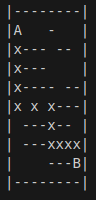 |--------|
|A   -   |
|x--- -- |
|x---    |
|x---- --|
|x x x---|
| ---x-- |
| ---xxxx|
|    ---B|
|--------|